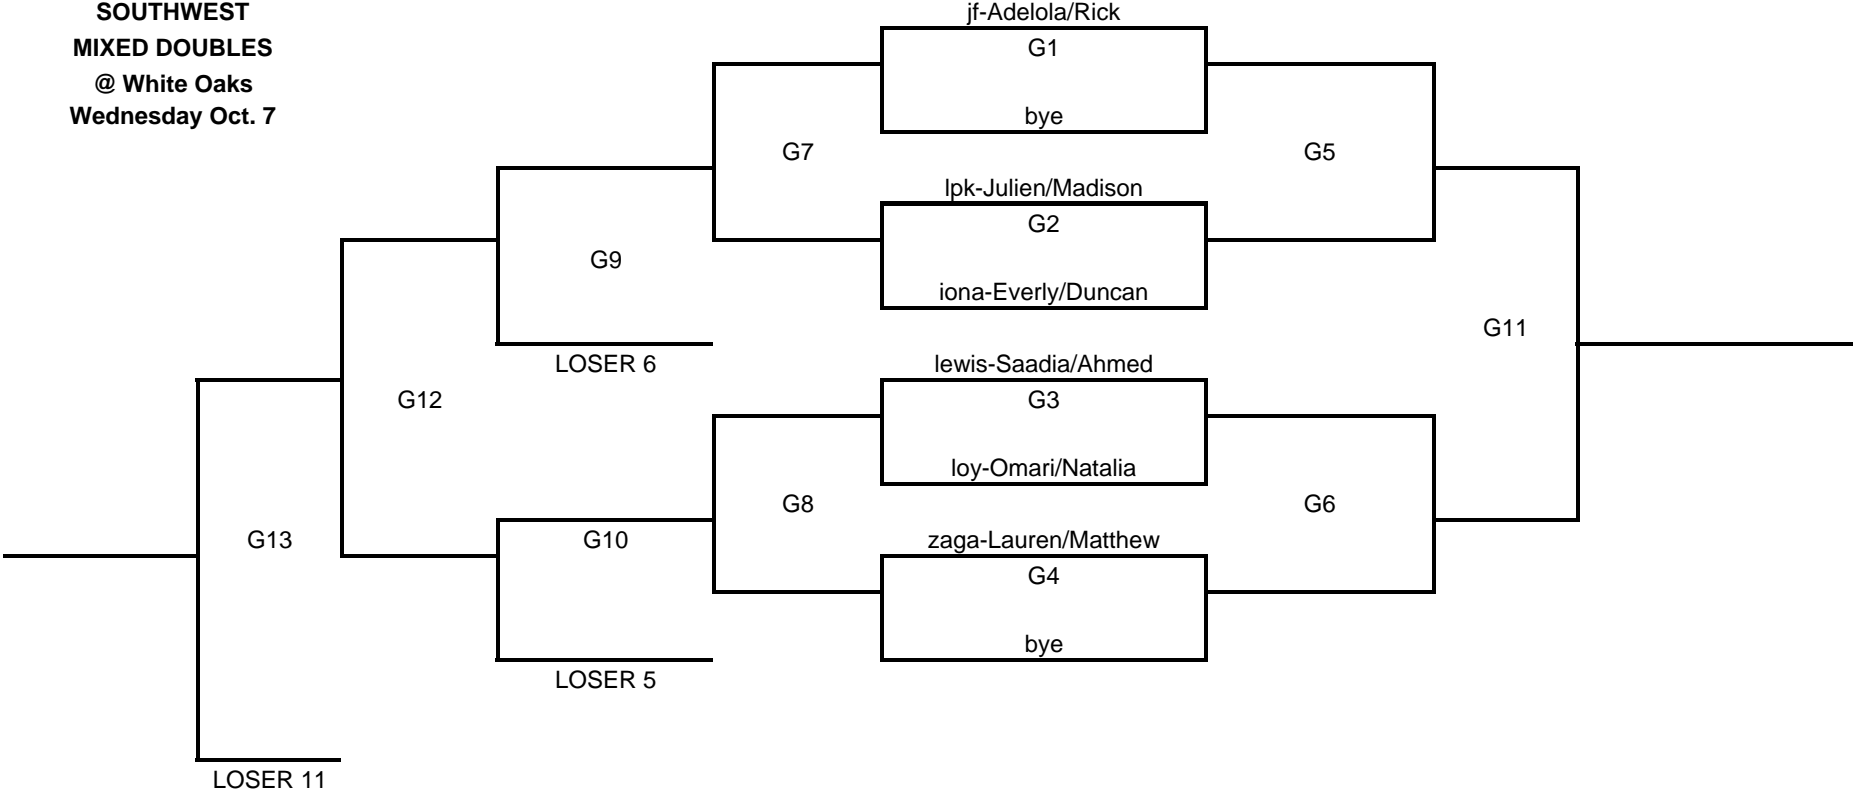 SOUTHWEST
MIXED DOUBLES
@ White Oaks
Wednesday Oct. 7
jf-Adelola/Rick
G1
bye
G7
G5
lpk-Julien/Madison
G2
G9
iona-Everly/Duncan
G11
LOSER 6
lewis-Saadia/Ahmed
G12
G3
loy-Omari/Natalia
G8
G6
G13
G10
zaga-Lauren/Matthew
G4
bye
LOSER 5
LOSER 11